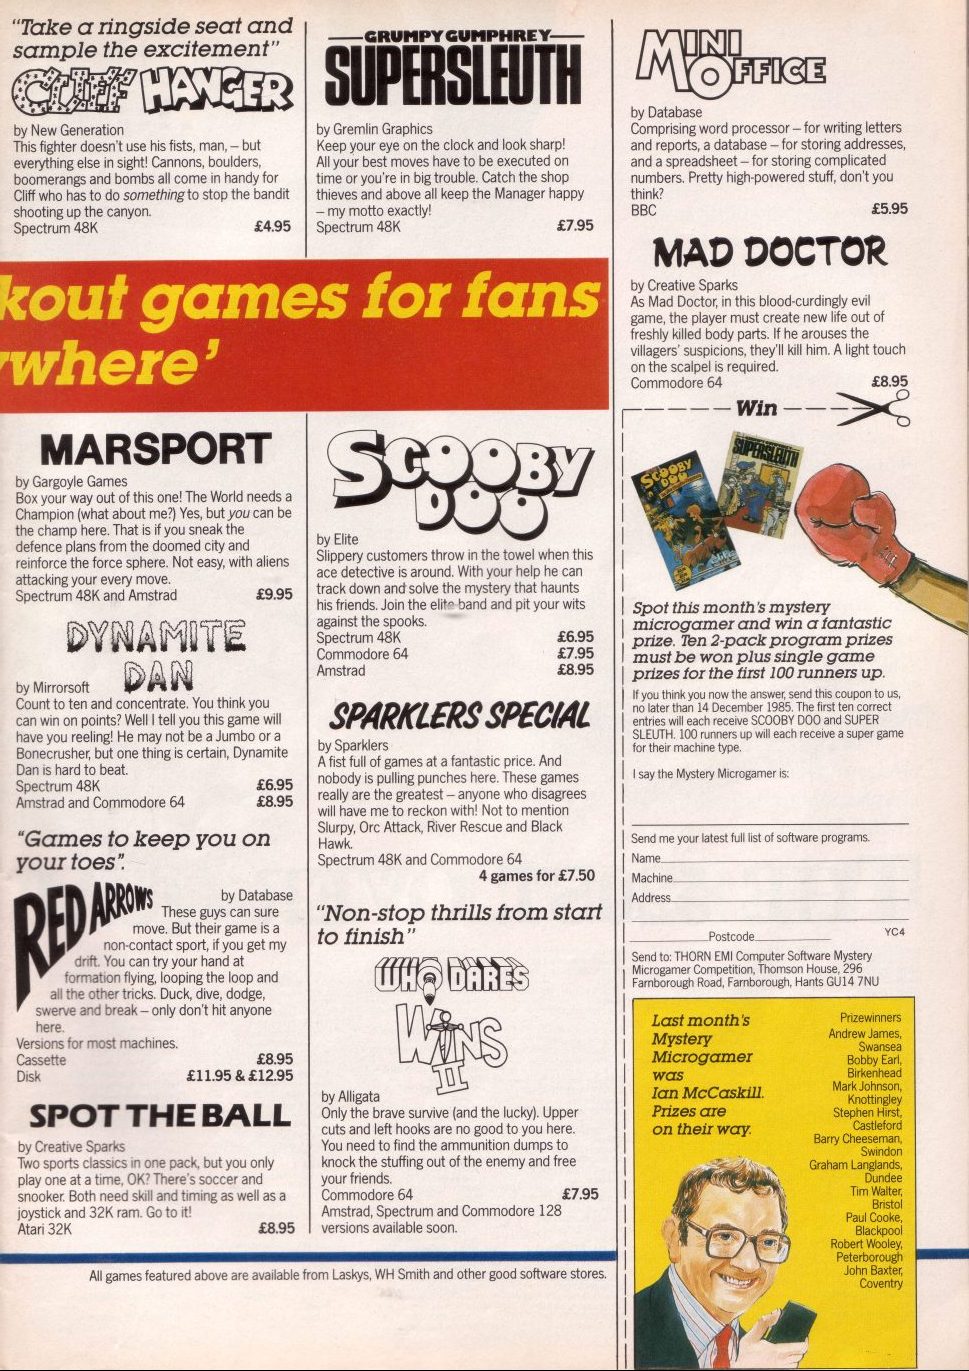 "Take a ringside seat and
sample the excitement"
CLIFF HANGER
by New Generation
This fighter doesn't use his fists, man, – but
everything else in sight! Cannons, boulders,
boomerangs and bombs all come in handy for
Cliff who has to do something to stop the bandit
shooting up the canyon.
Spectrum 48K £4.95
GRUMPY GUMPHREY
SUPERSLEUTH
by Gremlin Graphics
Keep your eye on the clock and look sharp!
All your best moves have to be executed on
time or you're in big trouble. Catch the shop
thieves and above all keep the Manager happy
– my motto exactly!
Spectrum 48K £7.95
MINI
OFFICE
by Database
Comprising word processor – for writing letters
and reports, a database – for storing addresses,
and a spreadsheet – for storing complicated
numbers. Pretty high-powered stuff, don't you
think?
BBC £5.95
MAD DOCTOR
by Creative Sparks
As Mad Doctor, in this blood-curdingly evil
game, the player must create new life out of
freshly killed body parts. If he arouses the
villagers' suspicions, they'll kill him. A light touch
on the scalpel is required.
Commodore 64 £8.95
kout games for fans
where'
MARSPORT
by Gargoyle Games
Box your way out of this one! The World needs a
Champion (what about me?) Yes, but you can be
the champ here. That is if you sneak the
defence plans from the doomed city and
reinforce the force sphere. Not easy, with aliens
attacking your every move.
Spectrum 48K and Amstrad £9.95
DYNAMITE
DAN
by Mirrorsoft
Count to ten and concentrate. You think you
can win on points? Well I tell you this game will
have you reeling! He may not be a Jumbo or a
Bonecrusher, but one thing is certain, Dynamite
Dan is hard to beat.
Spectrum 48K £6.95
Amstrad and Commodore 64 £8.95
"Games to keep you on
your toes".
RED ARROWS
by Database
These guys can sure
move. But their game is a
non-contact sport, if you get my
drift. You can try your hand at
formation flying, looping the loop and
all the other tricks. Duck, dive, dodge,
swerve and break – only don't hit anyone
here.
Versions for most machines.
Cassette £8.95
Disk £11.95 & £12.95
SPOT THE BALL
by Creative Sparks
Two sports classics in one pack, but you only
play one at a time, OK? There's soccer and
snooker. Both need skill and timing as well as a
joystick and 32K ram. Go to it!
Atari 32K £8.95
SCOOBY
DOO
by Elite
Slippery customers throw in the towel when this
ace detective is around. With your help he can
track down and solve the mystery that haunts
his friends. Join the elite band and pit your wits
against the spooks.
Spectrum 48K £6.95
Commodore 64 £7.95
Amstrad £8.95
SPARKLERS SPECIAL
by Sparklers
A fist full of games at a fantastic price. And
nobody is pulling punches here. These games
really are the greatest – anyone who disagrees
will have me to reckon with! Not to mention
Slurpy, Orc Attack, River Rescue and Black
Hawk.
Spectrum 48K and Commodore 64
4 games for £7.50
"Non-stop thrills from start
to finish"
WHO DARES
WINS
II
by Alligata
Only the brave survive (and the lucky). Upper
cuts and left hooks are no good to you here.
You need to find the ammunition dumps to
knock the stuffing out of the enemy and free
your friends.
Commodore 64 £7.95
Amstrad, Spectrum and Commodore 128
versions available soon.
Win
SCOOBY DOO
SUPERSLEUTH
Spot this month's mystery
microgamer and win a fantastic
prize. Ten 2-pack program prizes
must be won plus single game
prizes for the first 100 runners up.
If you think you now the answer, send this coupon to us,
no later than 14 December 1985. The first ten correct
entries will each receive SCOOBY DOO and SUPER
SLEUTH. 100 runners up will each receive a super game
for their machine type.
I say the Mystery Microgamer is:
Send me your latest full list of software programs.
Name
Machine
Address
Postcode YC4
Send to: THORN EMI Computer Software Mystery
Microgamer Competition, Thomson House, 296
Farnborough Road, Farnborough, Hants GU14 7NU
Last month's
Mystery
Microgamer
was
Ian McCaskill.
Prizes are
on their way.
Prizewinners
Andrew James,
Swansea
Bobby Earl,
Birkenhead
Mark Johnson,
Knottingley
Stephen Hirst,
Castleford
Barry Cheeseman,
Swindon
Graham Langlands,
Dundee
Tim Walter,
Bristol
Paul Cooke,
Blackpool
Robert Wooley,
Peterborough
John Baxter,
Coventry
All games featured above are available from Laskys, WH Smith and other good software stores.